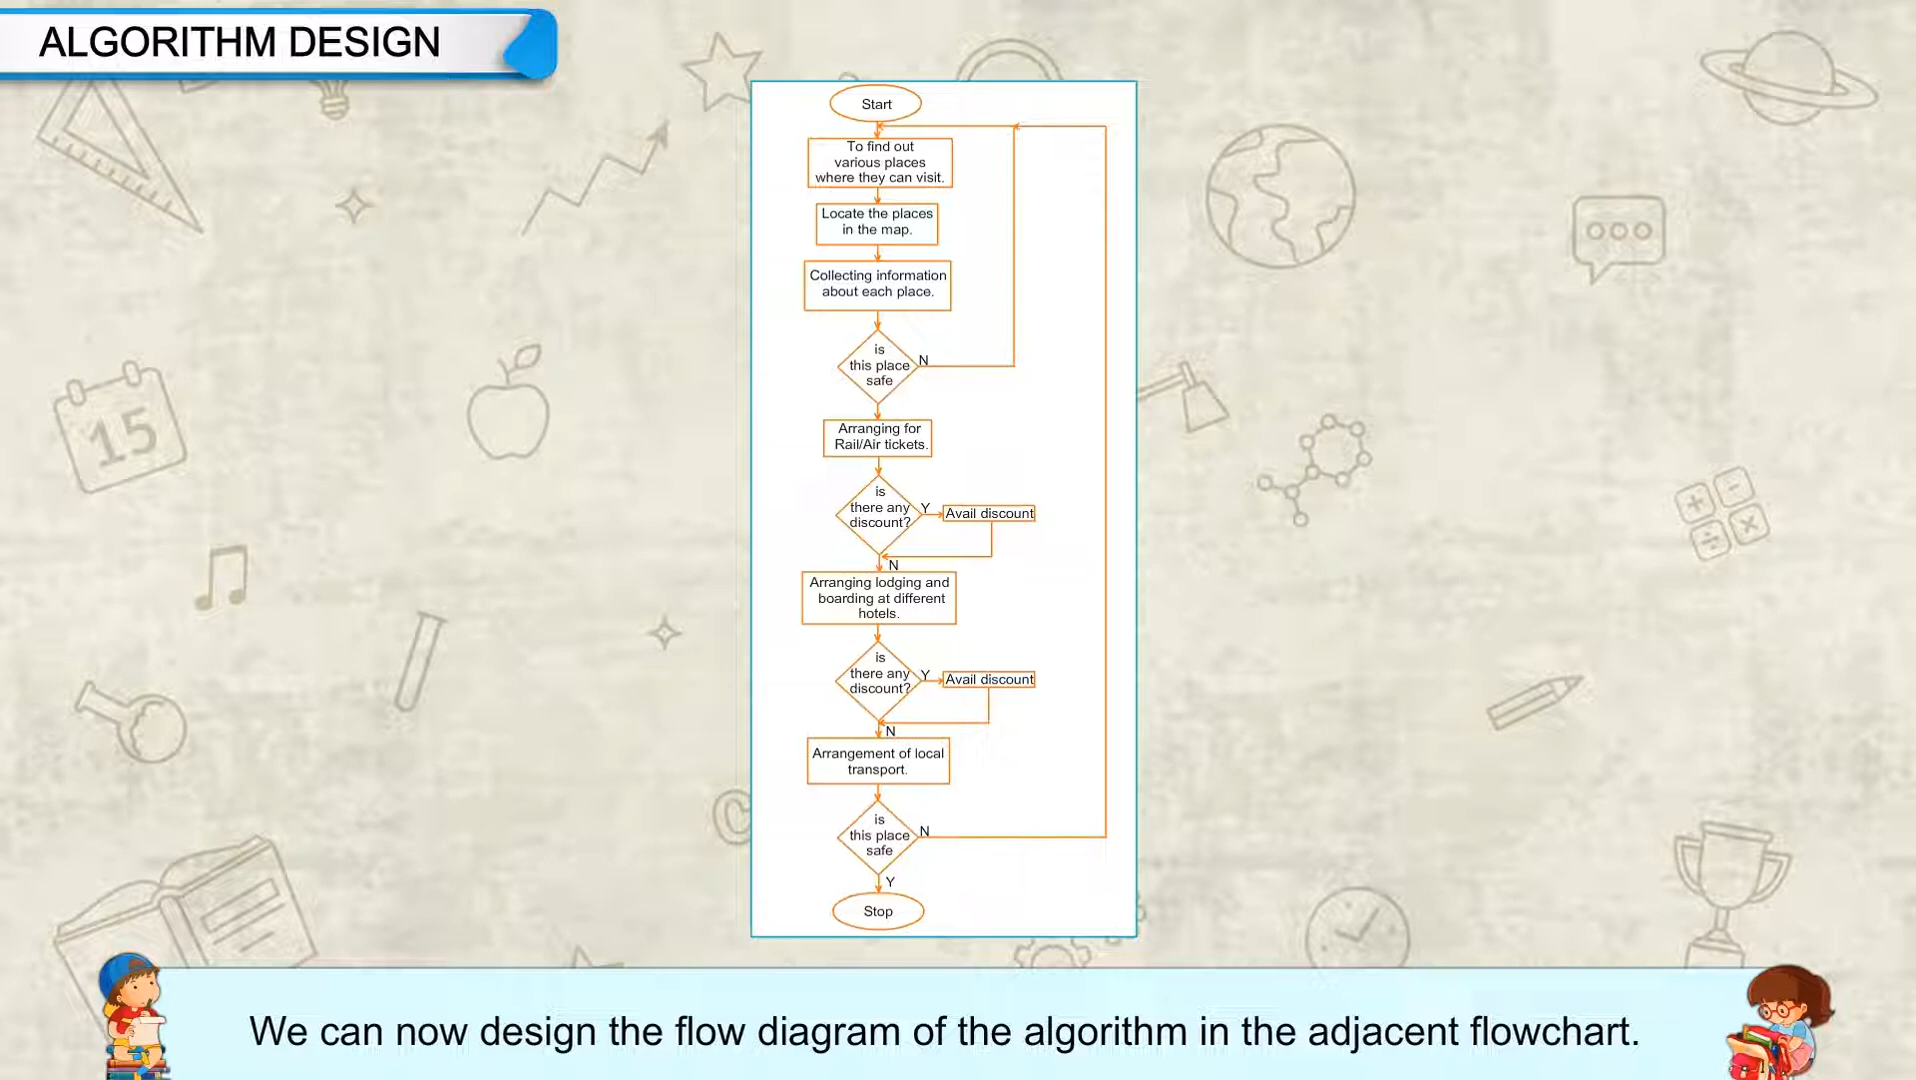 ALGORITHM DESIGN
Start
To find out
various places
where they can visit.
Locate the places
in the map.
Collecting information
about each place.
is
this place
safe
N
Arranging for
Rail/Air tickets.
is
there any
discount?
Y
Avail discount
N
Arranging lodging and
boarding at different
hotels.
is
there any
discount?
Y
Avail discount
N
Arrangement of local
transport.
is
this place
safe
N
Y
Stop
15
C
We can now design the flow diagram of the algorithm in the adjacent flowchart.